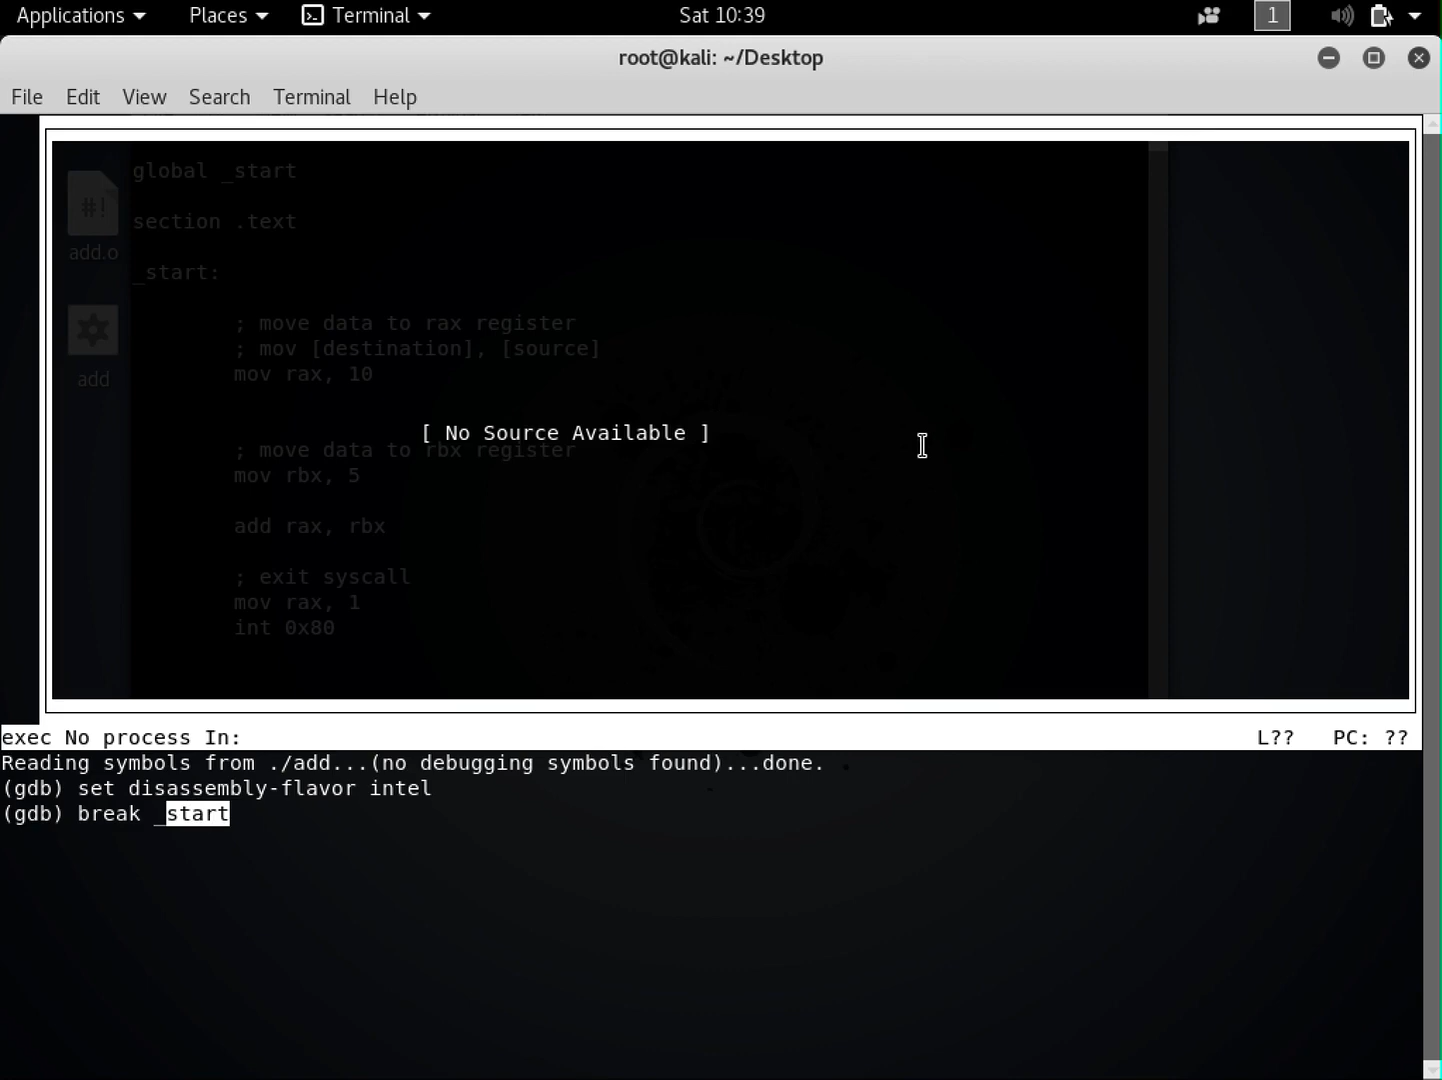 Applications Places Terminal Sat 10:39 1
root@kali: ~/Desktop
File Edit View Search Terminal Help
global _start
#!
section .text
add.o
_start:
; move data to rax register
; mov [destination], [source]
mov rax, 10
add
[ No Source Available ]
; move data to rbx register
mov rbx, 5
add rax, rbx
; exit syscall
mov rax, 1
int 0x80
exec No process In: L?? PC: ??
Reading symbols from ./add...(no debugging symbols found)...done.
(gdb) set disassembly-flavor intel
(gdb) break _start